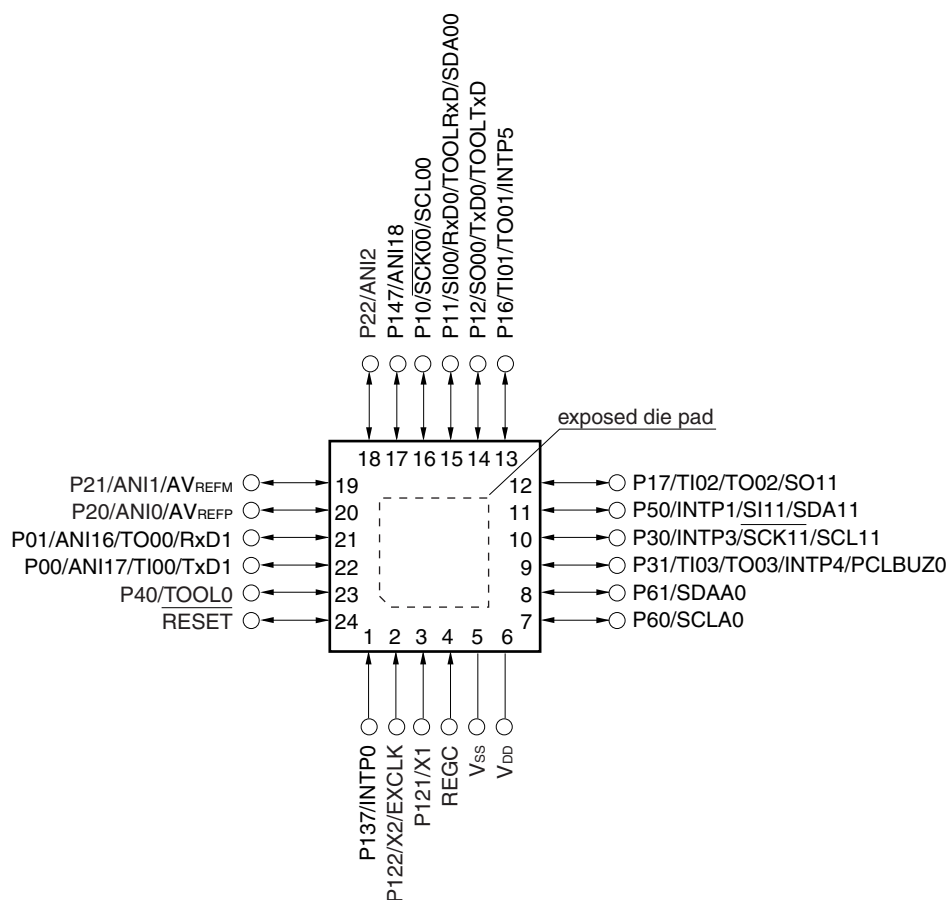 P22/ANI2
P147/ANI18
P10/SCK00/SCL00
P11/SI00/RxD0/TOOLRxD/SDA00
P12/SO00/TxD0/TOOLTxD
P16/TI01/TO01/INTP5
exposed die pad
18 17 16 15 14 13
P21/ANI1/AVREFM 19
P20/ANI0/AVREFP 20
P01/ANI16/TO00/RxD1 21
P00/ANI17/TI00/TxD1 22
P40/TOOL0 23
RESET 24
12 P17/TI02/TO02/SO11
11 P50/INTP1/SI11/SDA11
10 P30/INTP3/SCK11/SCL11
9 P31/TI03/TO03/INTP4/PCLBUZ0
8 P61/SDAA0
7 P60/SCLA0
1 2 3 4 5 6
P137/INTP0
P122/X2/EXCLK
P121/X1
REGC
VSS
VDD